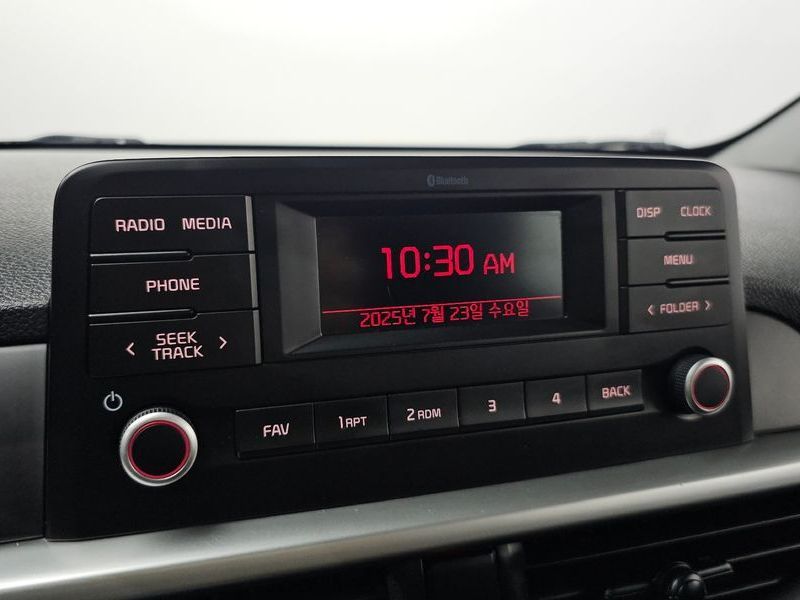 Bluetooth
RADIO MEDIA
PHONE
< SEEK TRACK >
10:30 AM
2025년 7월 23일 수요일
DISP CLOCK
MENU
< FOLDER >
FAV
1 RPT
2 RDM
3
4
BACK